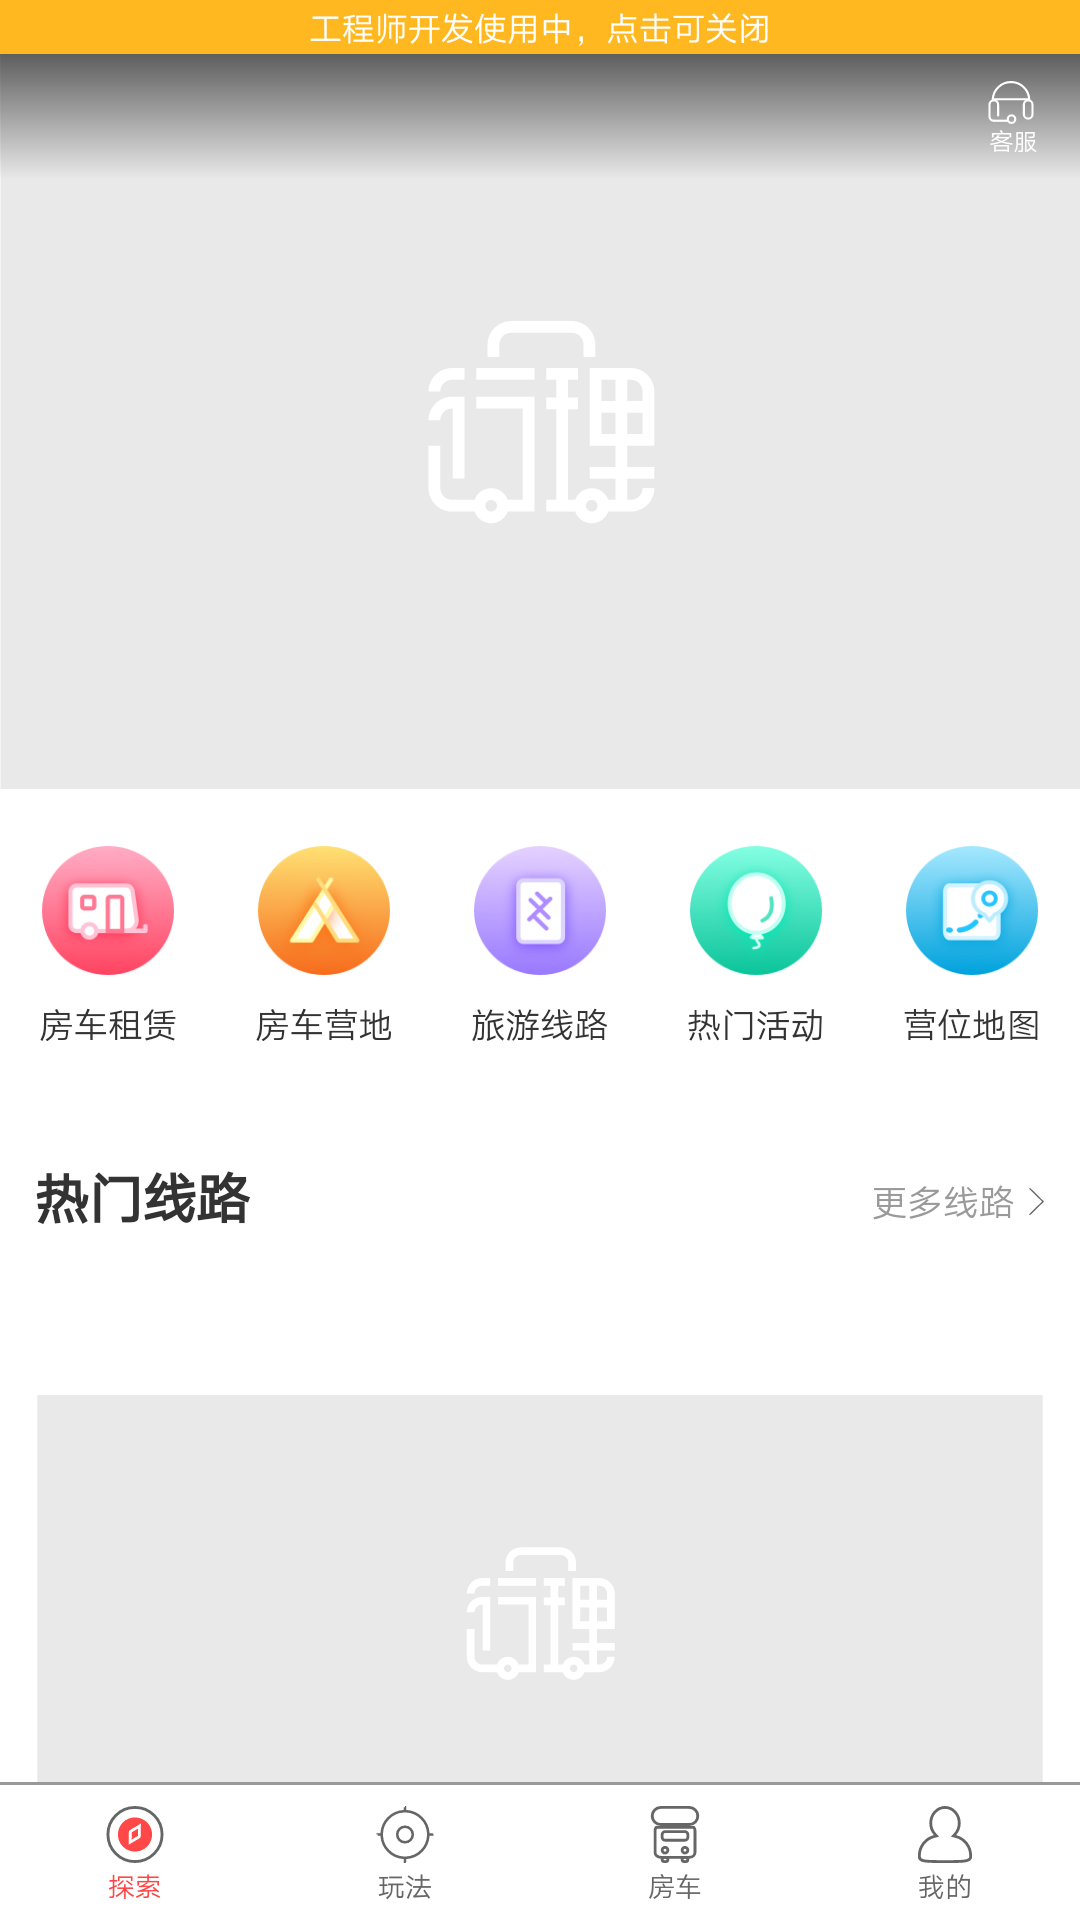 工程师开发使用中，点击可关闭
客服
行理
房车租赁
房车营地
旅游线路
热门活动
营位地图
热门线路
更多线路
行理
探索
玩法
房车
我的